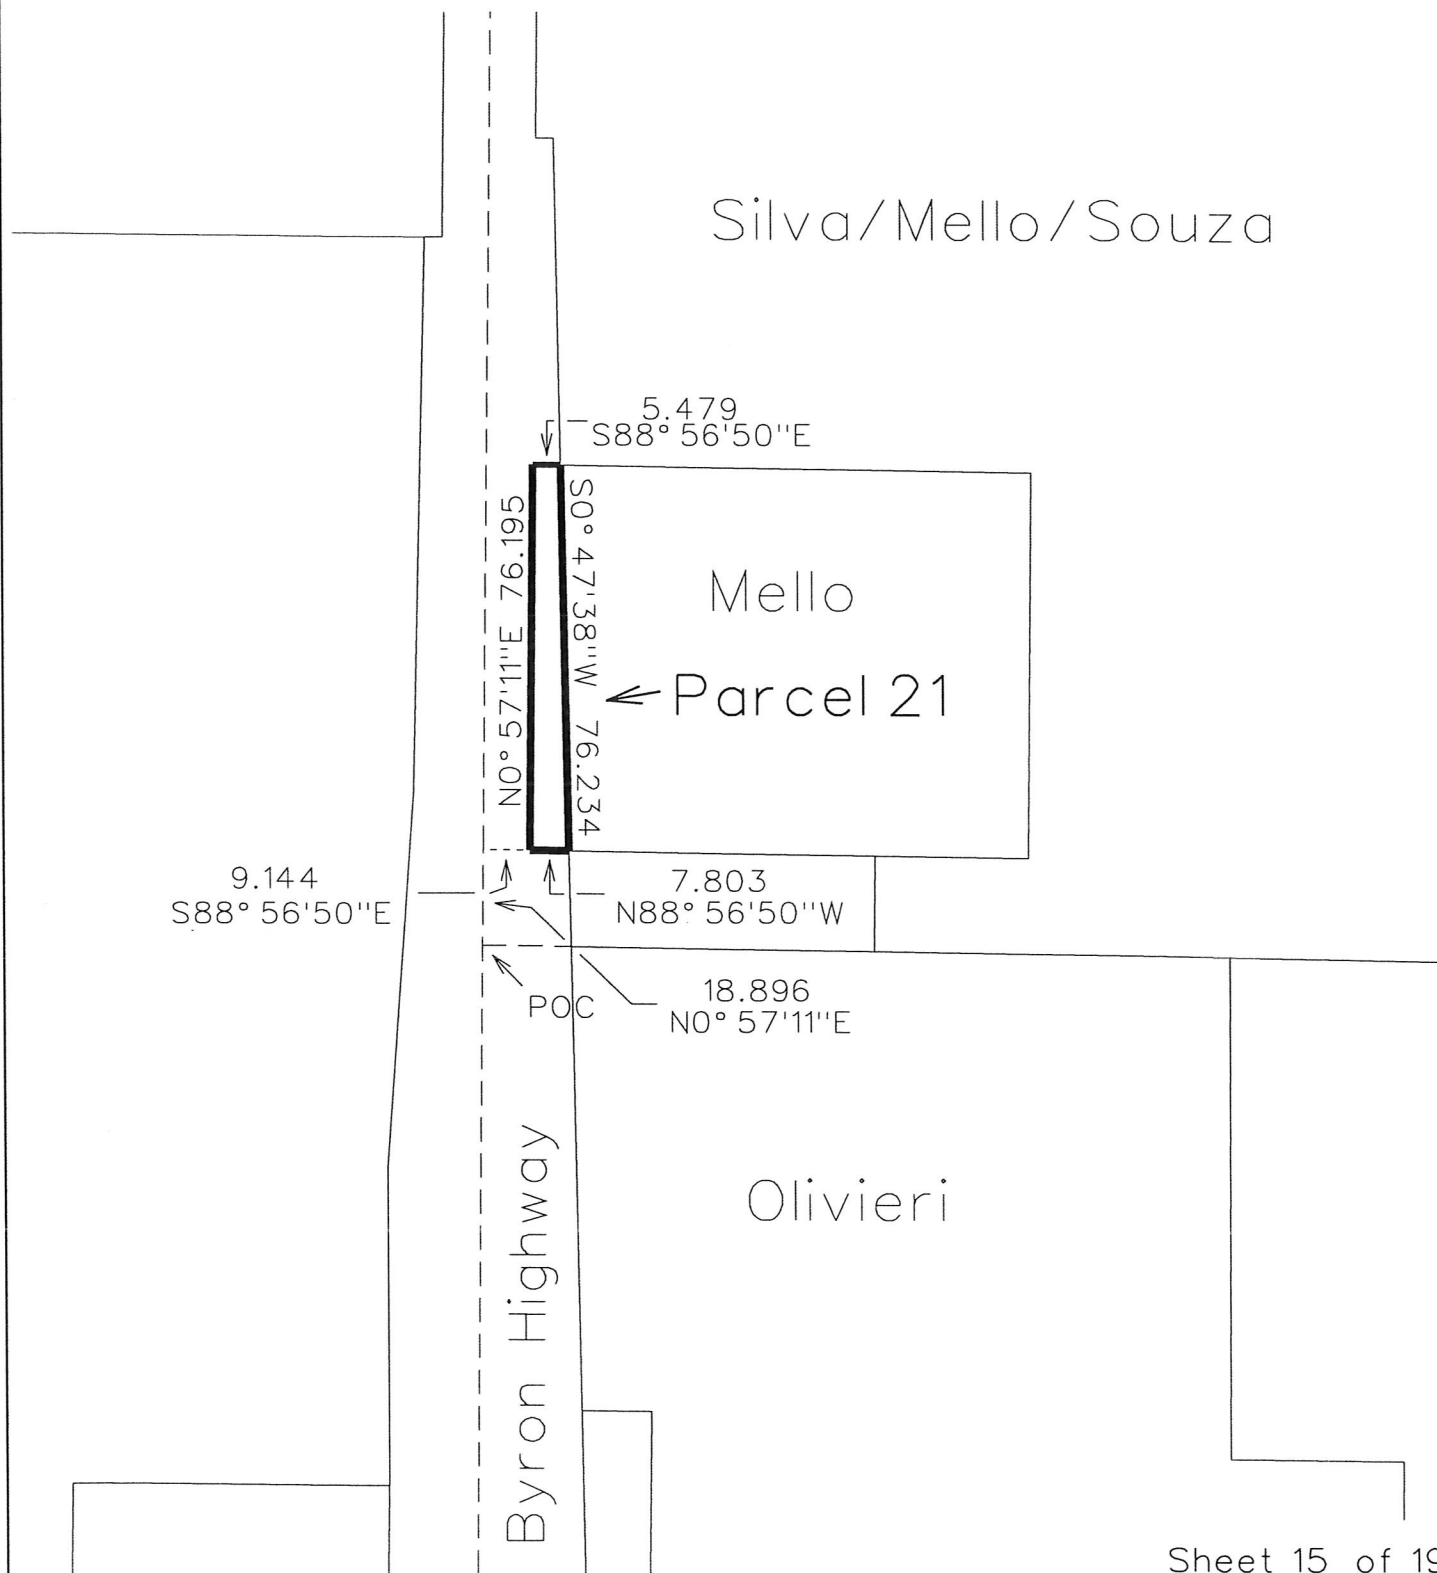 Silva/Mello/Souza
5.479
S88° 56'50''E
N0° 57'11''E 76.195
S0° 47'38''W 76.234
Mello
Parcel 21
9.144
S88° 56'50''E
7.803
N88° 56'50''W
POC
18.896
N0° 57'11''E
Olivieri
Byron Highway
Sheet 15 of 19